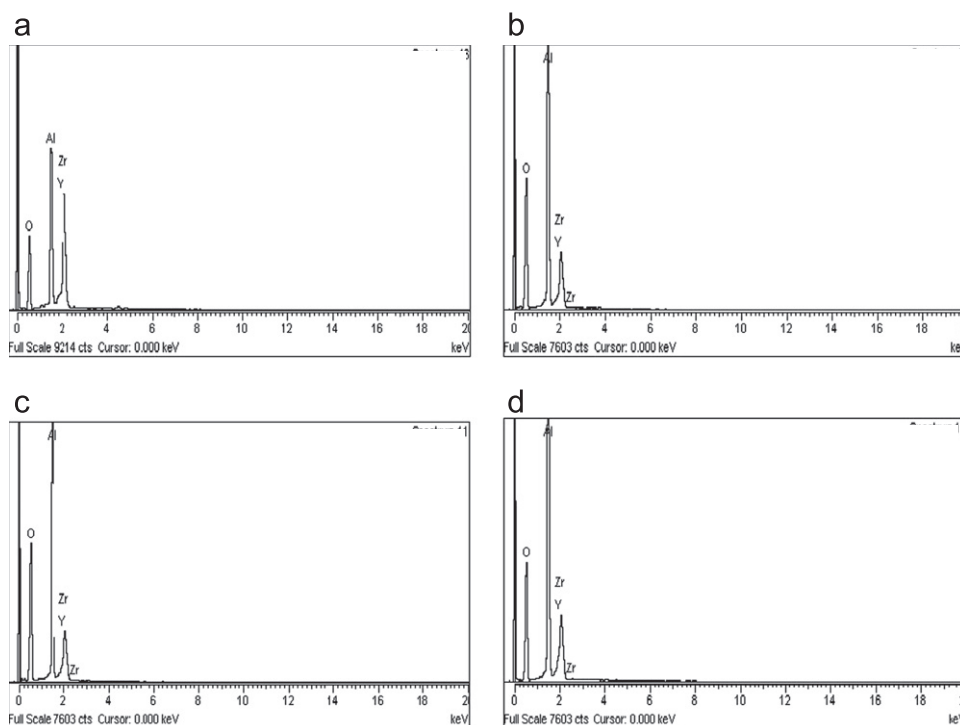 a
Al
Zr
Y
O
0 2 4 6 8 10 12 14 16 18 20
Full Scale 9214 cts Cursor: 0.000 keV keV
b
Al
O
Zr
Y
Zr
0 2 4 6 8 10 12 14 16 18
Full Scale 7603 cts Cursor: 0.000 keV ke
c
Al
O
Zr
Y
Zr
0 2 4 6 8 10 12 14 16 18 20
Full Scale 7603 cts Cursor: 0.000 keV keV
d
Al
O
Zr
Y
Zr
0 2 4 6 8 10 12 14 16 18
Full Scale 7603 cts Cursor: 0.000 keV ke